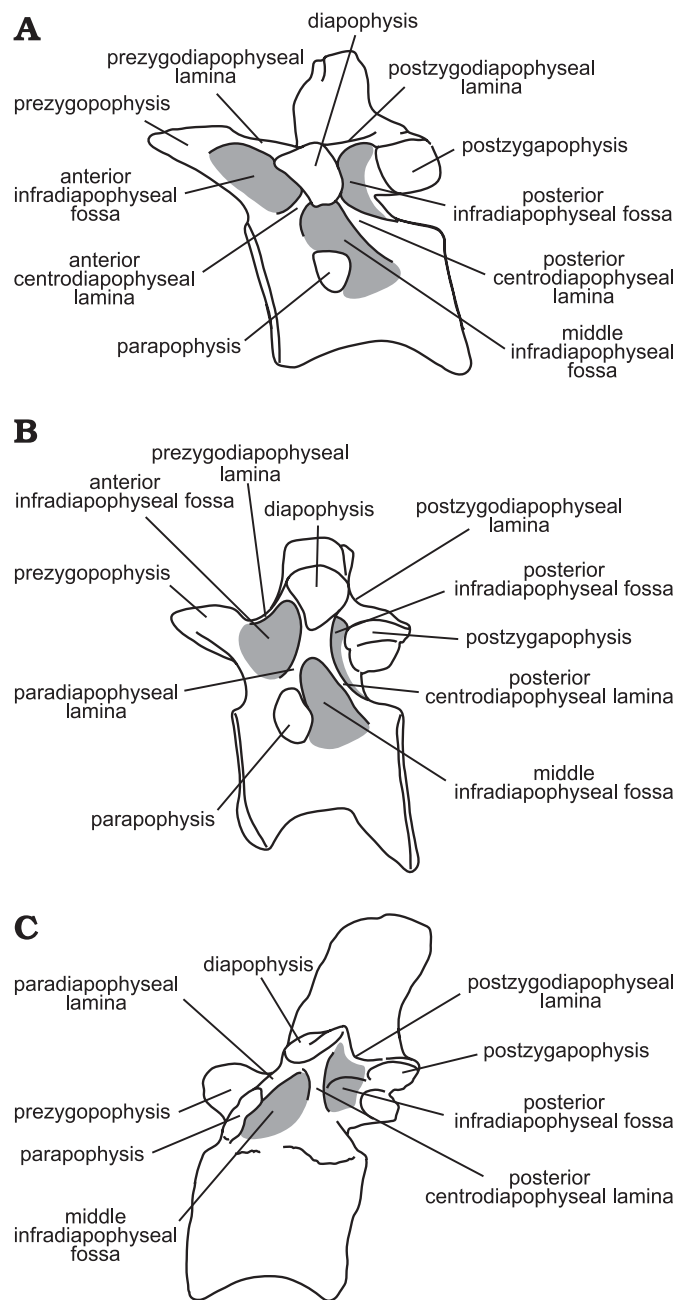 A
diapophysis
prezygodiapophyseal
lamina
postzygodiapophyseal
lamina
prezygopophysis
postzygapophysis
anterior
infradiapophyseal
fossa
posterior
infradiapophyseal fossa
anterior
centrodiapophyseal
lamina
posterior
centrodiapophyseal
lamina
parapophysis
middle
infradiapophyseal
fossa
B
prezygodiapophyseal
lamina
anterior
infradiapophyseal fossa
diapophysis
postzygodiapophyseal
lamina
prezygopophysis
posterior
infradiapophyseal fossa
postzygapophysis
paradiapophyseal
lamina
posterior
centrodiapophyseal lamina
parapophysis
middle
infradiapophyseal fossa
C
diapophysis
paradiapophyseal
lamina
postzygodiapophyseal
lamina
postzygapophysis
prezygopophysis
posterior
infradiapophyseal fossa
parapophysis
posterior
centrodiapophyseal lamina
middle
infradiapophyseal
fossa